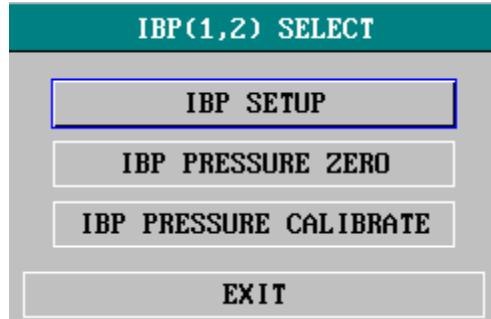 IBP(1,2) SELECT
IBP SETUP
IBP PRESSURE ZERO
IBP PRESSURE CALIBRATE
EXIT